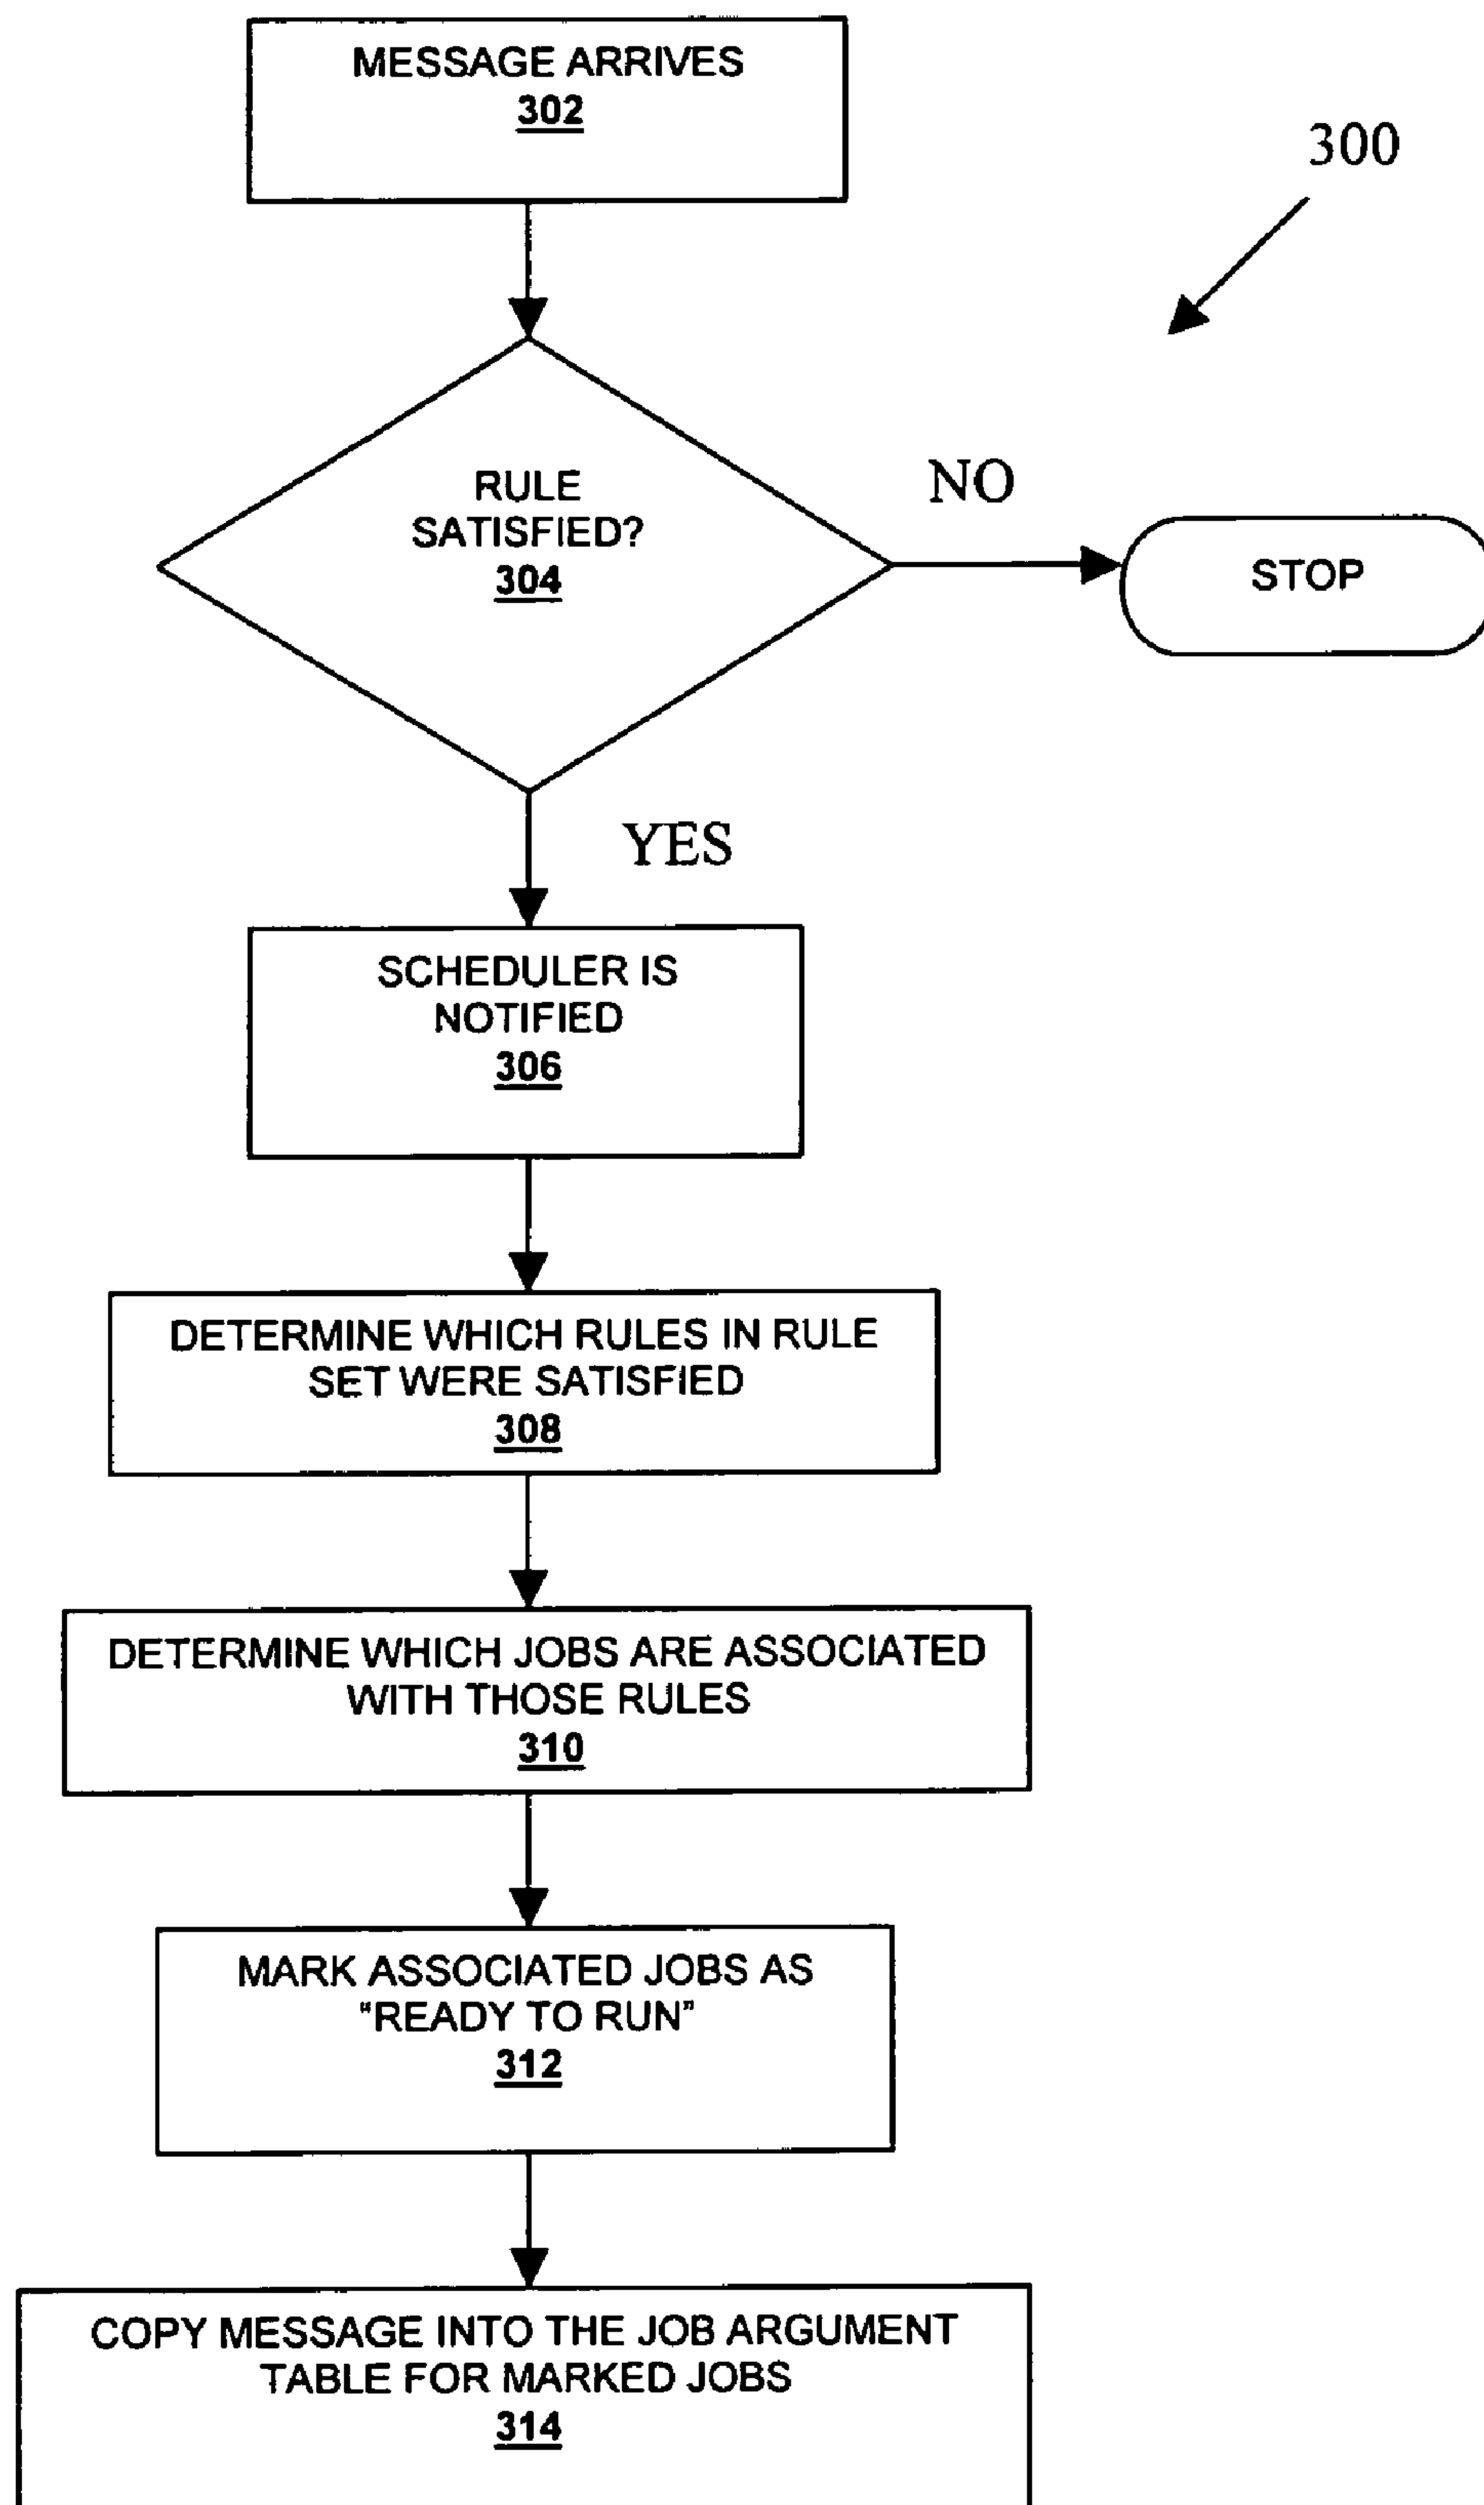 MESSAGE ARRIVES
302
300
RULE
SATISFIED?
304
NO
STOP
YES
SCHEDULER IS
NOTIFIED
306
DETERMINE WHICH RULES IN RULE
SET WERE SATISFIED
308
DETERMINE WHICH JOBS ARE ASSOCIATED
WITH THOSE RULES
310
MARK ASSOCIATED JOBS AS
"READY TO RUN"
312
COPY MESSAGE INTO THE JOB ARGUMENT
TABLE FOR MARKED JOBS
314